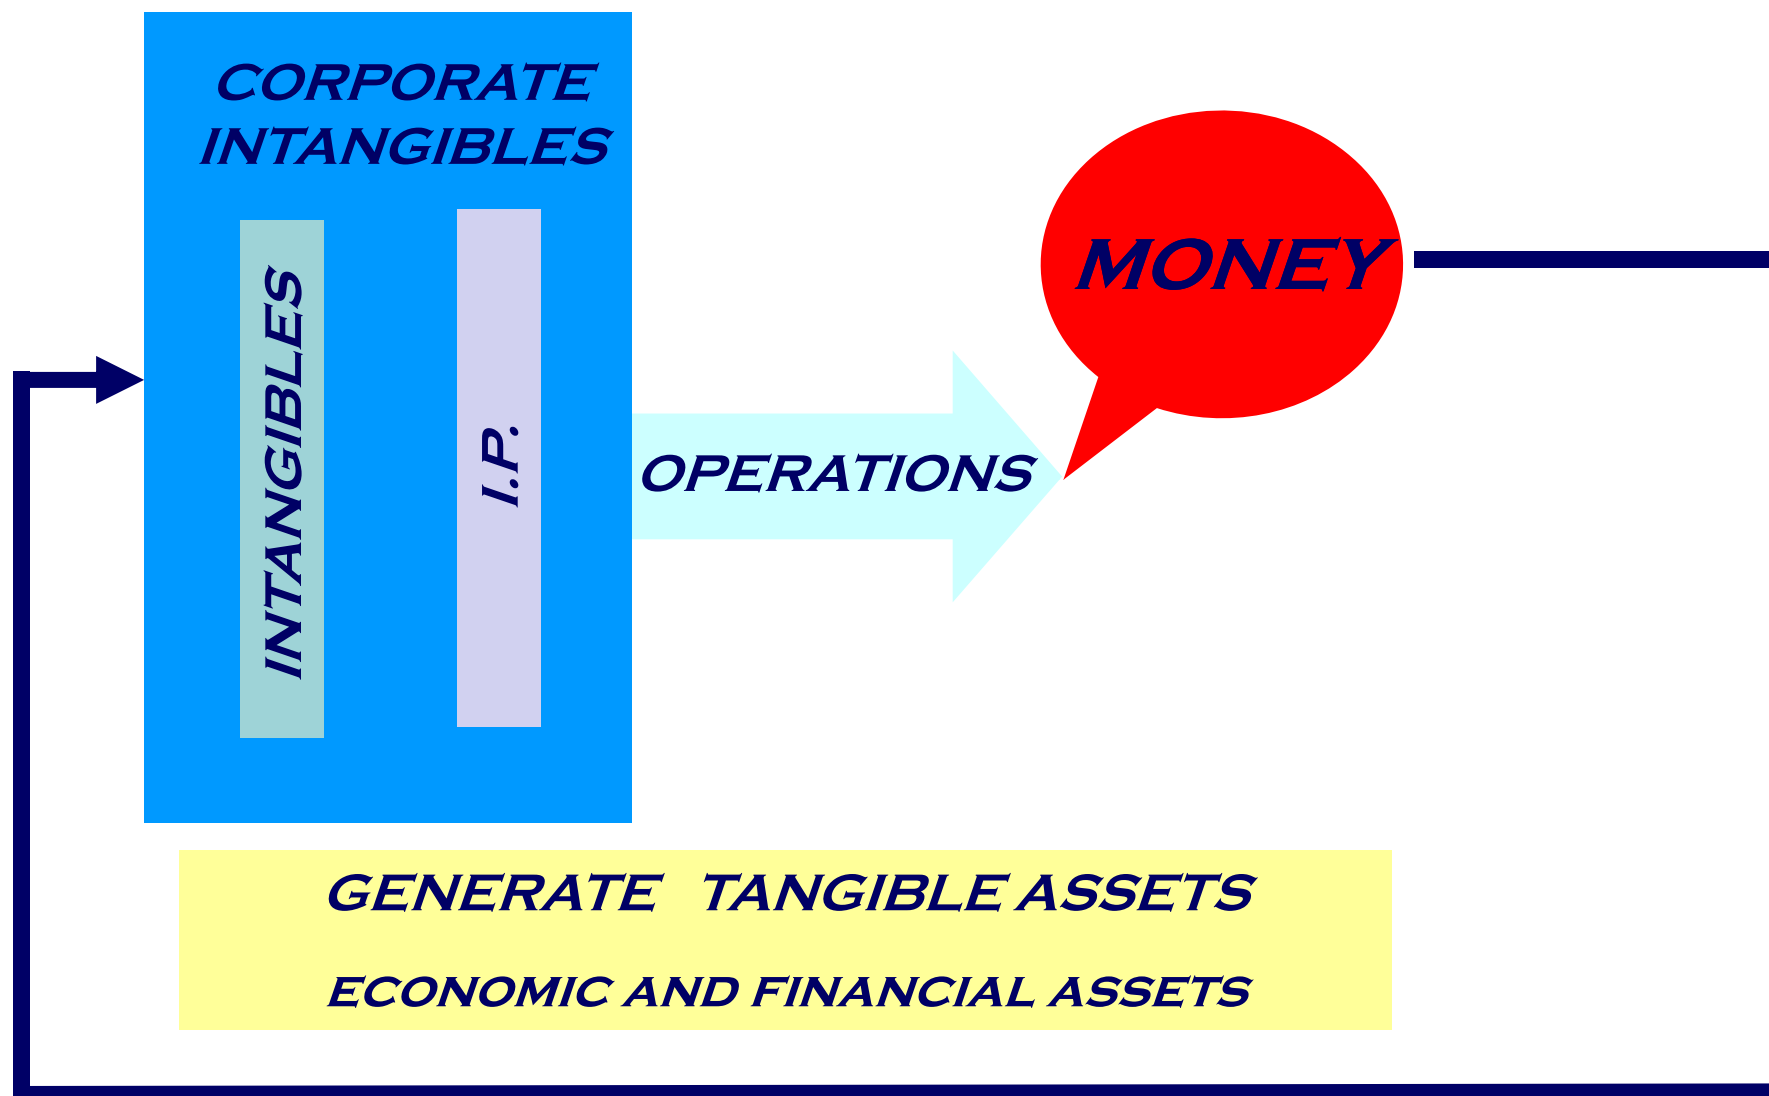 CORPORATE
INTANGIBLES
INTANGIBLES
I.P.
OPERATIONS
MONEY
GENERATE TANGIBLE ASSETS
ECONOMIC AND FINANCIAL ASSETS